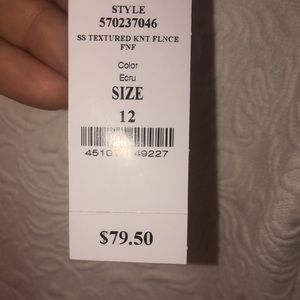 STYLE
570237046
SS TEXTURED KNT FLNCE
FNF
Color
Ecru
SIZE
12
$79.50